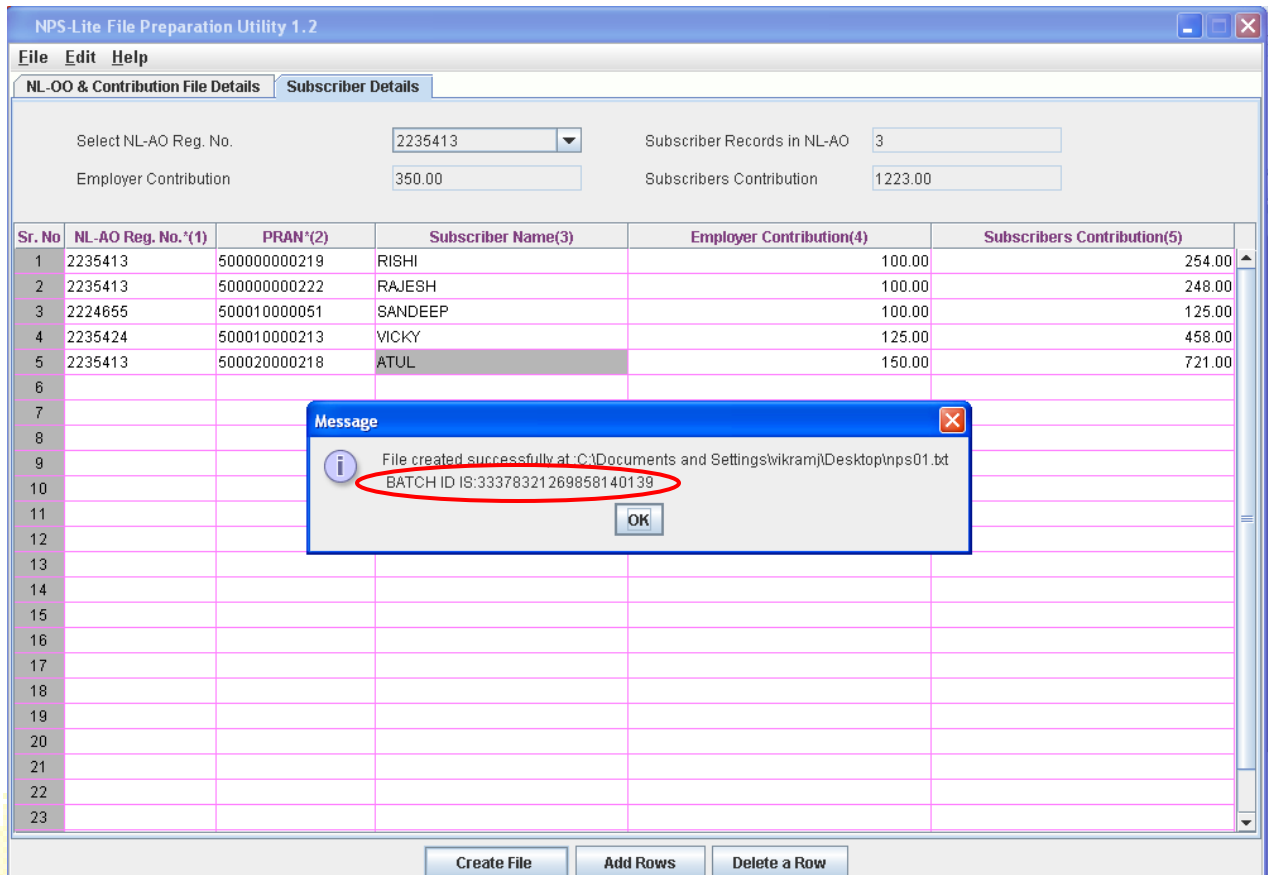 NPS-Lite File Preparation Utility 1.2
File Edit Help
NL-OO & Contribution File Details Subscriber Details
Select NL-AO Reg. No. 2235413 Subscriber Records in NL-AO 3
Employer Contribution 350.00 Subscribers Contribution 1223.00
Sr. No NL-AO Reg. No.*(1) PRAN*(2) Subscriber Name(3) Employer Contribution(4) Subscribers Contribution(5)
1 2235413 500000000219 RISHI 100.00 254.00
2 2235413 500000000222 RAJESH 100.00 248.00
3 2224655 500010000051 SANDEEP 100.00 125.00
4 2235424 500010000213 VICKY 125.00 458.00
5 2235413 500020000218 ATUL 150.00 721.00
6
7
8
9
10
11
12
13
14
15
16
17
18
19
20
21
22
23
Message
File created successfully at :C:\Documents and Settings\vikramj\Desktop\nps01.txt
BATCH ID IS:33378321269858140139
OK
Create File Add Rows Delete a Row